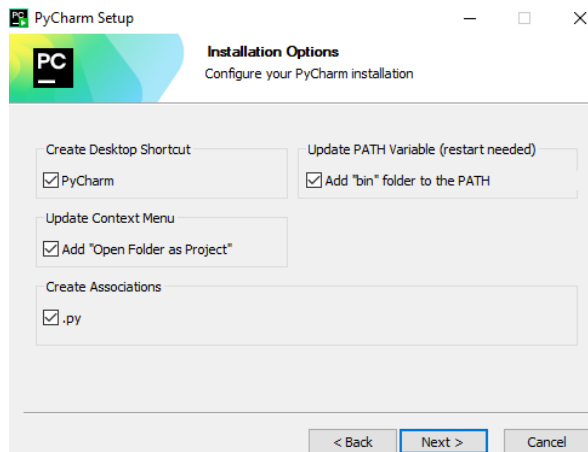 PyCharm Setup
PC
Installation Options
Configure your PyCharm installation
Create Desktop Shortcut
PyCharm
Update PATH Variable (restart needed)
Add "bin" folder to the PATH
Update Context Menu
Add "Open Folder as Project"
Create Associations
.py
< Back
Next >
Cancel